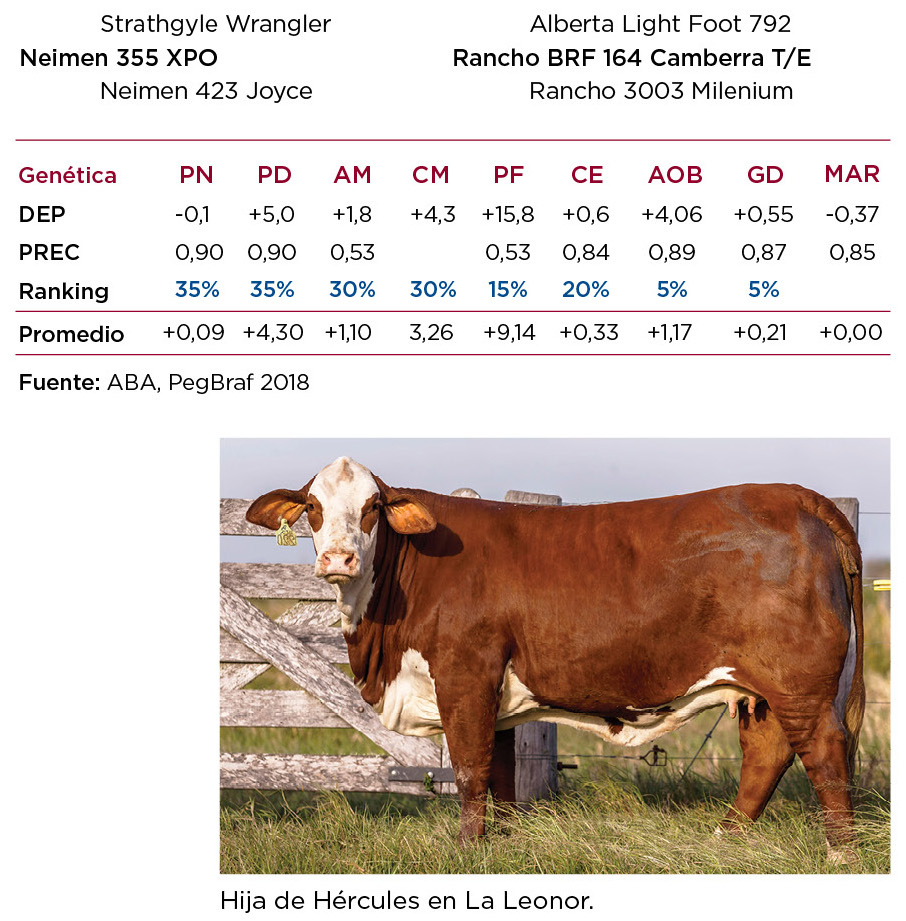 Strathgyle Wrangler
Neimen 355 XPO
Neimen 423 Joyce
Alberta Light Foot 792
Rancho BRF 164 Camberra T/E
Rancho 3003 Milenium
Genética PN PD AM CM PF CE AOB GD MAR
DEP -0,1 +5,0 +1,8 +4,3 +15,8 +0,6 +4,06 +0,55 -0,37
PREC 0,90 0,90 0,53 0,53 0,84 0,89 0,87 0,85
Ranking 35% 35% 30% 30% 15% 20% 5% 5%
Promedio +0,09 +4,30 +1,10 3,26 +9,14 +0,33 +1,17 +0,21 +0,00
Fuente: ABA, PegBraf 2018
Hija de Hércules en La Leonor.